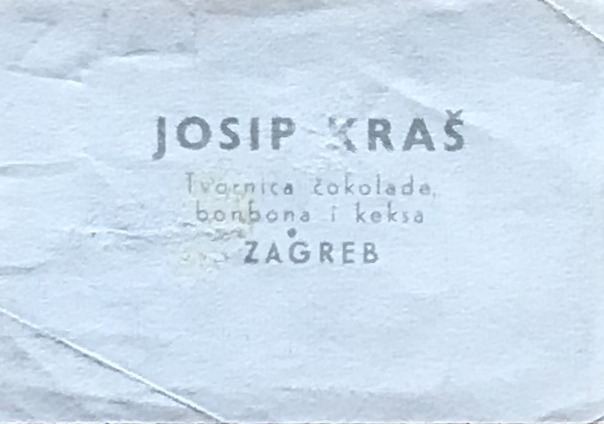 JOSIP KRAŠ
Tvornica čokolade,
bonbona i keksa
•
ZAGREB